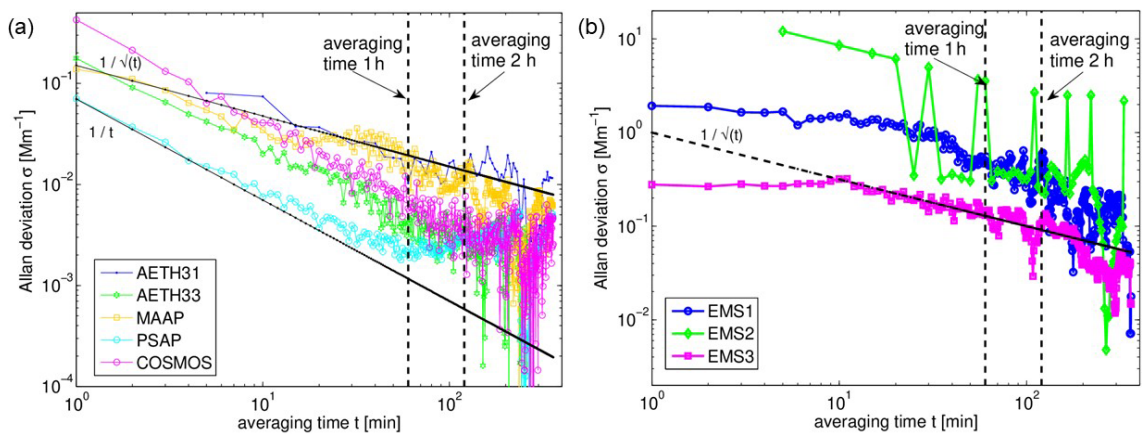 (a)
averaging
time 1 h
averaging
time 2 h
1 / √(t)
1 / t
Allan deviation σ [Mm⁻¹]
10⁻¹
10⁻²
10⁻³
10⁻⁴
AETH31
AETH33
MAAP
PSAP
COSMOS
10⁰
10¹
10²
averaging time t [min]
(b)
averaging
time 1h
averaging
time 2 h
1 / √(t)
Allan deviation σ [Mm⁻¹]
10¹
10⁰
10⁻¹
10⁻²
EMS1
EMS2
EMS3
10⁰
10¹
10²
averaging time t [min]